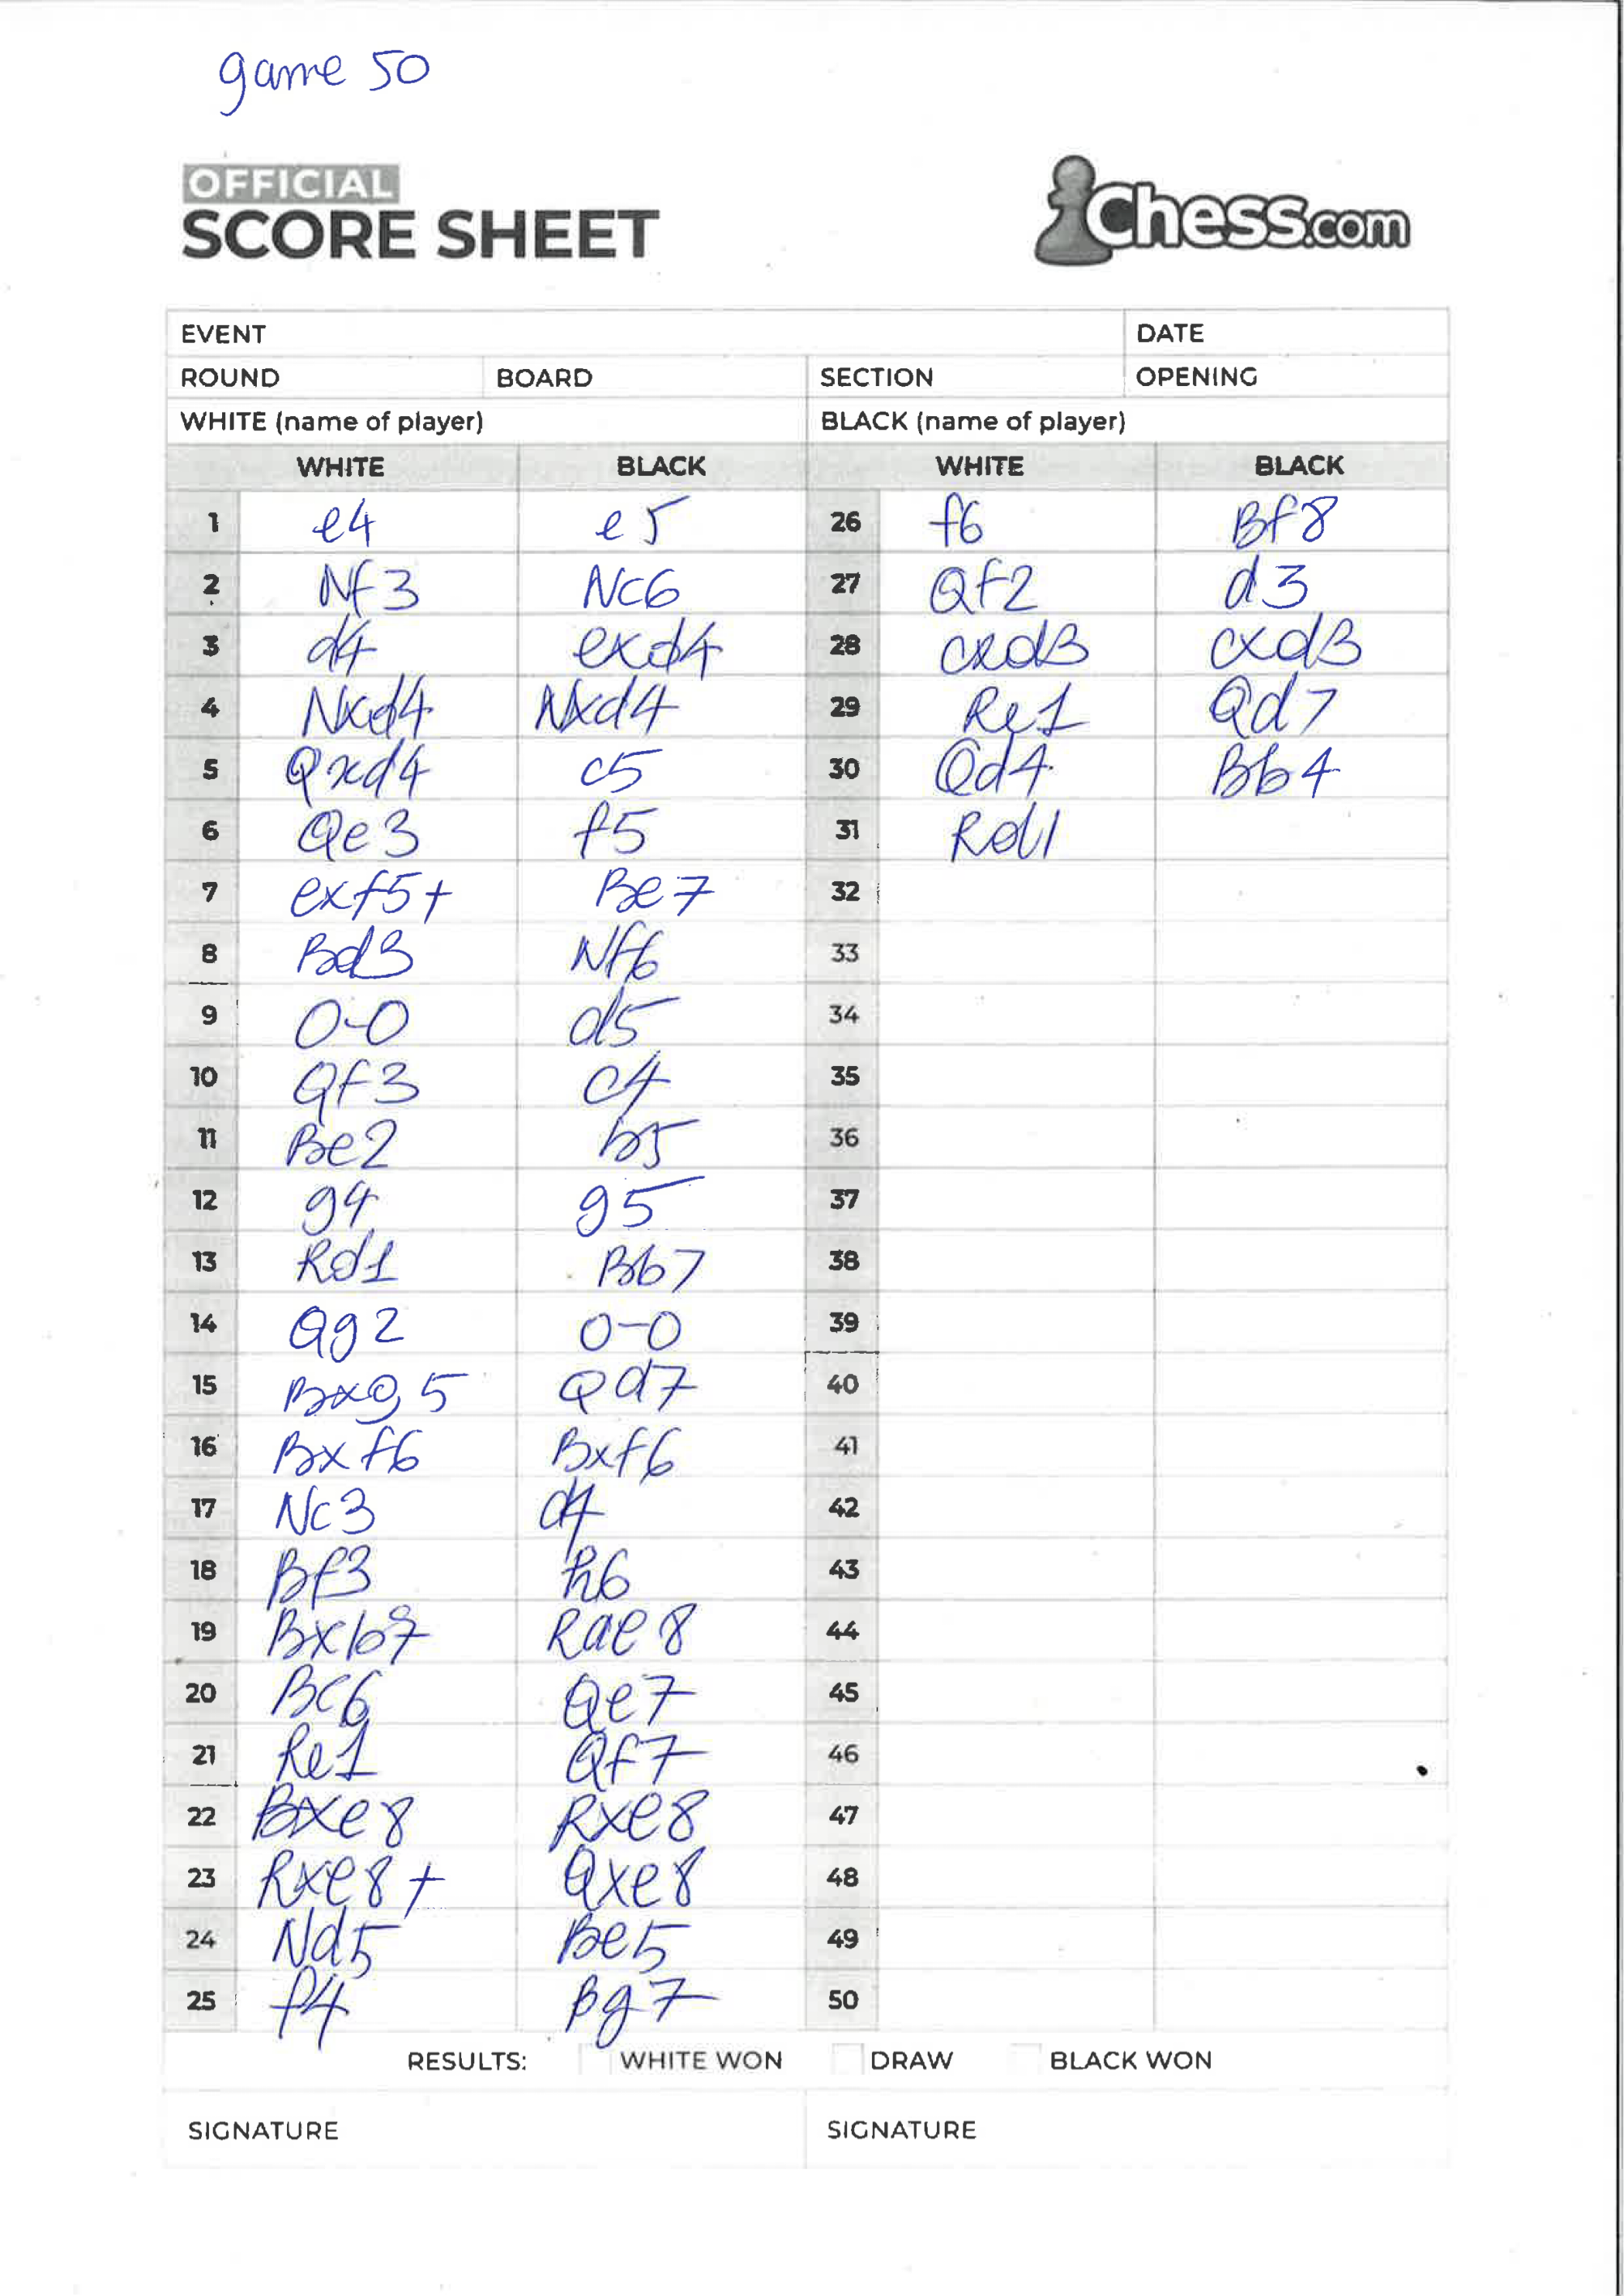 game 50
OFFICIAL
SCORE SHEET
Chess.com
EVENT DATE
ROUND BOARD SECTION OPENING
WHITE (name of player) BLACK (name of player)
WHITE BLACK WHITE BLACK
1 e4 e5 26 f6 Bf8
2 Nf3 Nc6 27 Qf2 d3
3 d4 exd4 28 cxd3 cxd3
4 Nxd4 Nxd4 29 Re1 Qd7
5 Qxd4 c5 30 Qd4 Bb4
6 Qe3 f5 31 Rd1
7 exf5+ Be7 32
8 Bd3 Nf6 33
9 0-0 d5 34
10 Qf3 c4 35
11 Be2 b5 36
12 g4 g5 37
13 Rd1 Bb7 38
14 Qg2 0-0 39
15 Bxg5 Qd7 40
16 Bxf6 Bxf6 41
17 Nc3 d4 42
18 Bf3 h6 43
19 Bxb7 Rae8 44
20 Bc6 Qe7 45
21 Re1 Qf7 46
22 Bxe8 Rxe8 47
23 Rxe8+ Qxe8 48
24 Nd5 Be5 49
25 f4 Bg7 50
RESULTS: WHITE WON DRAW BLACK WON
SIGNATURE SIGNATURE